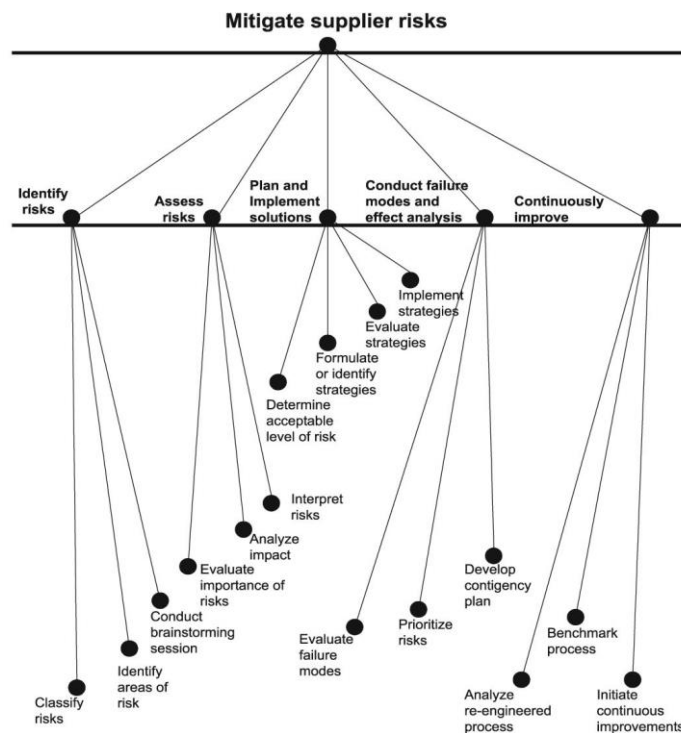 Mitigate supplier risks
Identify
risks
Assess
risks
Plan and
Implement
solutions
Conduct failure
modes and
effect analysis
Continuously
improve
Implement
strategies
Evaluate
strategies
Formulate
or identify
strategies
Determine
acceptable
level of risk
Interpret
risks
Analyze
impact
Evaluate
importance of
risks
Conduct
brainstorming
session
Identify
areas of
risk
Classify
risks
Develop
contigency
plan
Prioritize
risks
Evaluate
failure
modes
Benchmark
process
Analyze
re-engineered
process
Initiate
continuous
improvements